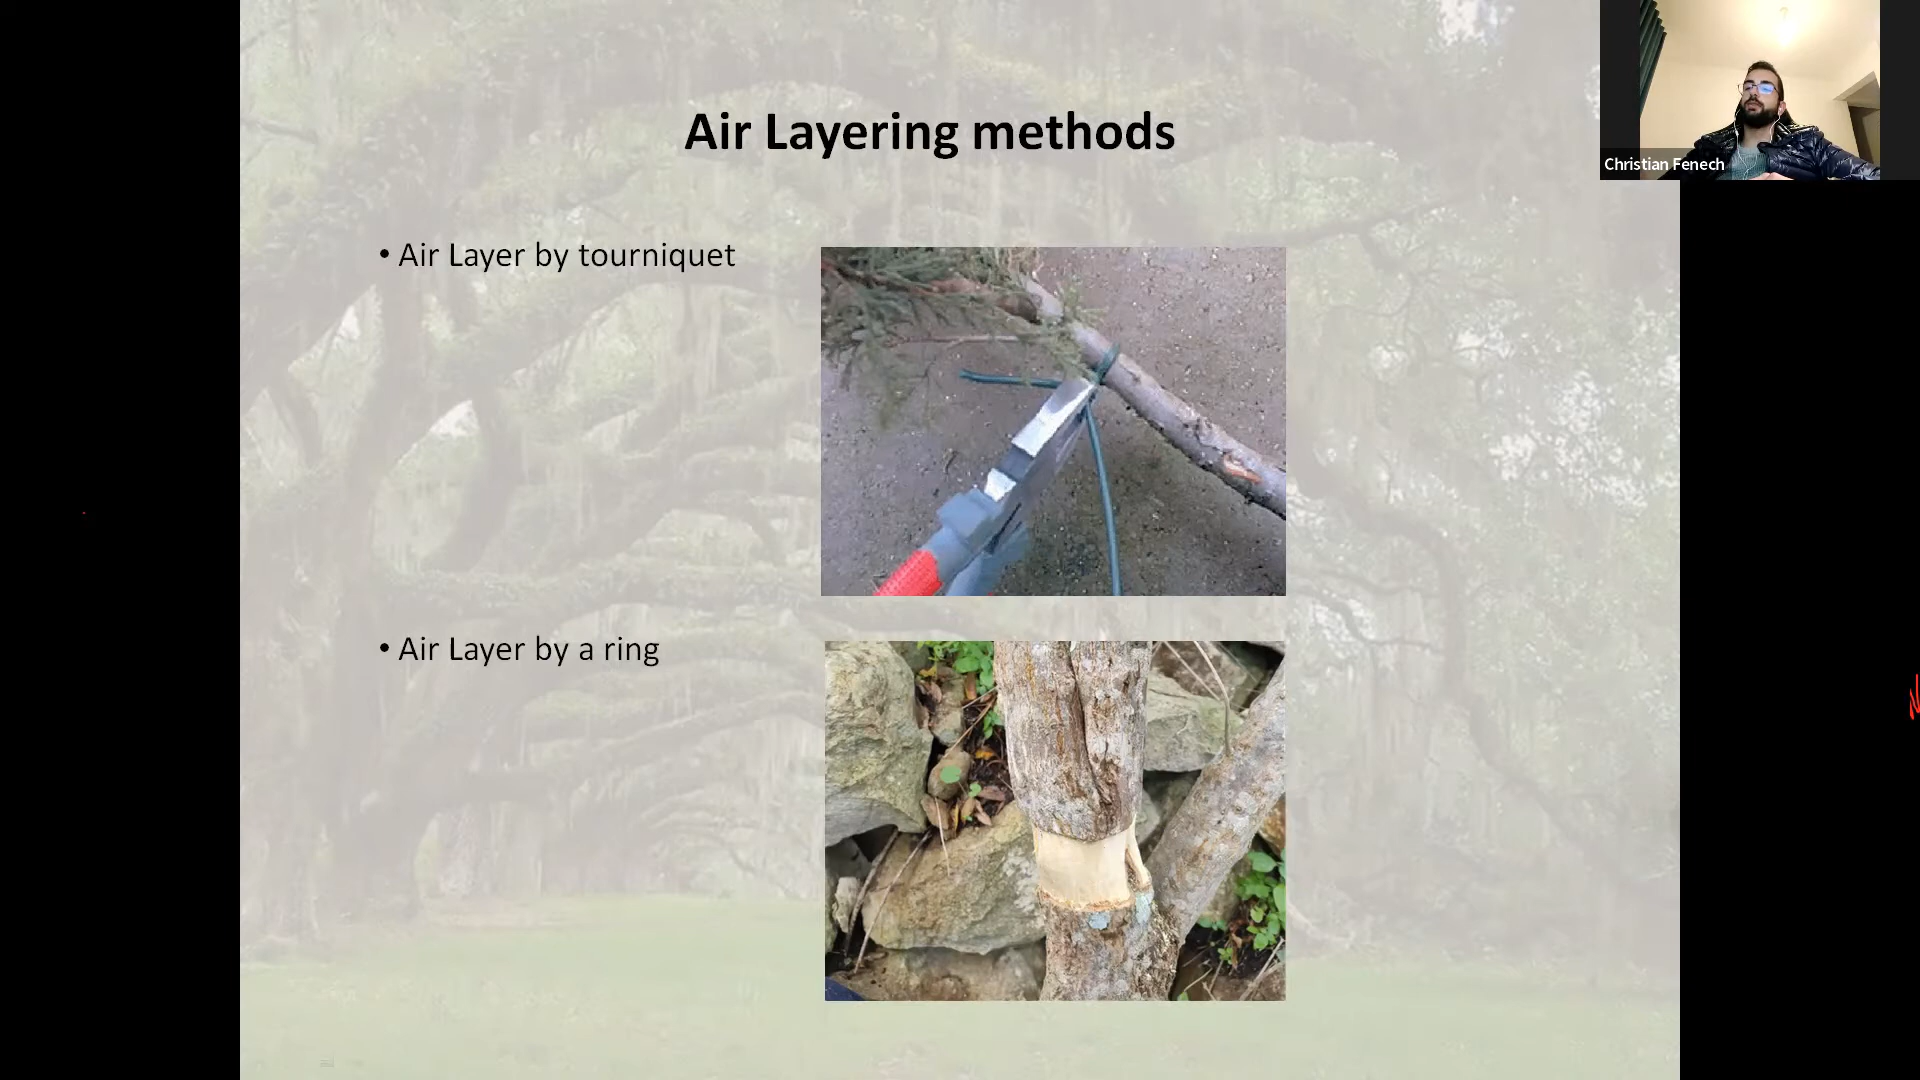 Air Layering methods
Christian Fenech
• Air Layer by tourniquet
• Air Layer by a ring